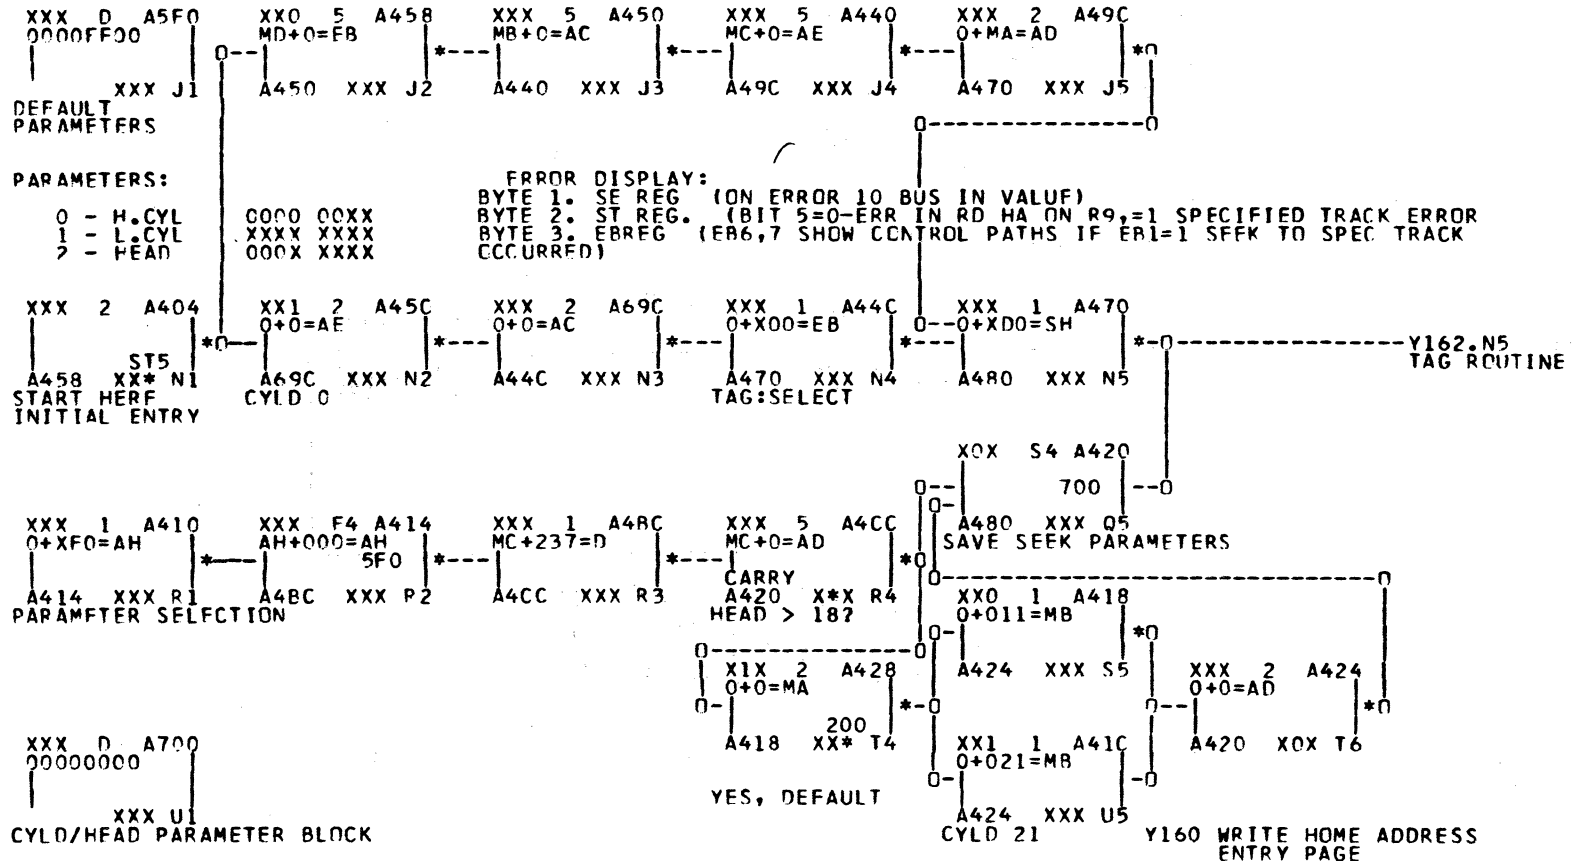 XXX D A5F0 XX0 5 A458 XXX 5 A450 XXX 5 A440 XXX 2 A49C
0000FF00 MD+0=EB MB+0=AC MC+0=AE 0+MA=AD
XXX J1 A450 XXX J2 A440 XXX J3 A49C XXX J4 A470 XXX J5
DEFAULT
PARAMETERS
PARAMETERS: ERROR DISPLAY:
BYTE 1. SE REG (ON ERROR 10 BUS IN VALUE)
0 - H.CYL 0000 00XX BYTE 2. ST REG. (BIT 5=0-ERR IN RD HA ON R9,=1 SPECIFIED TRACK ERROR
1 - L.CYL XXXX XXXX BYTE 3. EBREG (EB6,7 SHOW CONTROL PATHS IF EB1=1 SEEK TO SPEC TRACK
2 - HEAD 000X XXXX OCCURRED)
XXX 2 A404 XX1 2 A45C XXX 2 A69C XXX 1 A44C XXX 1 A470
0+0=AE 0+0=AC 0+X00=EB 0+XD0=SH
Y162.N5
ST5 TAG ROUTINE
A458 XX* N1 A69C XXX N2 A44C XXX N3 A470 XXX N4 A480 XXX N5
START HERE CYLD 0 TAG:SELECT
INITIAL ENTRY
X0X S4 A420
700
XXX 1 A410 XXX F4 A414 XXX 1 A4BC XXX 5 A4CC A480 XXX Q5
0+XF0=AH AH+000=AH MC+237=D MC+0=AD SAVE SEEK PARAMETERS
5F0
CARRY
A414 XXX R1 A4BC XXX R2 A4CC XXX R3 A420 X*X R4 XX0 1 A418
PARAMETER SELECTION HEAD > 18? 0+011=MB
X1X 2 A428 A424 XXX S5 XXX 2 A424
0+0=MA 0+0=AD
200
XXX D A700 A418 XX* T4 XX1 1 A41C A420 X0X T6
00000000 0+021=MB
YES, DEFAULT
XXX U1 A424 XXX U5
CYLD/HEAD PARAMETER BLOCK CYLD 21 Y160 WRITE HOME ADDRESS
ENTRY PAGE